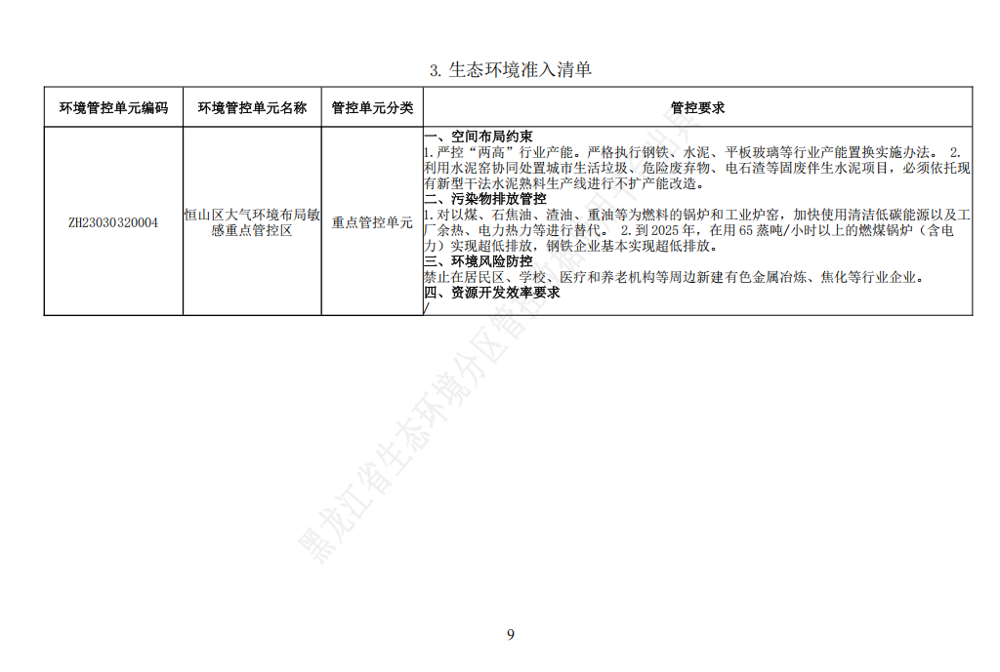 3. 生态环境准入清单
环境管控单元编码 环境管控单元名称 管控单元分类 管控要求
ZH23030320004
恒山区大气环境布局敏
感重点管控区
重点管控单元
一、空间布局约束
1.严控“两高”行业产能。严格执行钢铁、水泥、平板玻璃等行业产能置换实施办法。 2.
利用水泥窑协同处置城市生活垃圾、危险废弃物、电石渣等固废伴生水泥项目，必须依托现
有新型干法水泥熟料生产线进行不扩产能改造。
二、污染物排放管控
1.对以煤、石焦油、渣油、重油等为燃料的锅炉和工业炉窑，加快使用清洁低碳能源以及工
厂余热、电力热力等进行替代。 2.到 2025 年，在用 65 蒸吨/小时以上的燃煤锅炉（含电
力）实现超低排放，钢铁企业基本实现超低排放。
三、环境风险防控
禁止在居民区、学校、医疗和养老机构等周边新建有色金属冶炼、焦化等行业企业。
四、资源开发效率要求
/
黑龙江省生态环境分区管控数据
出具
9